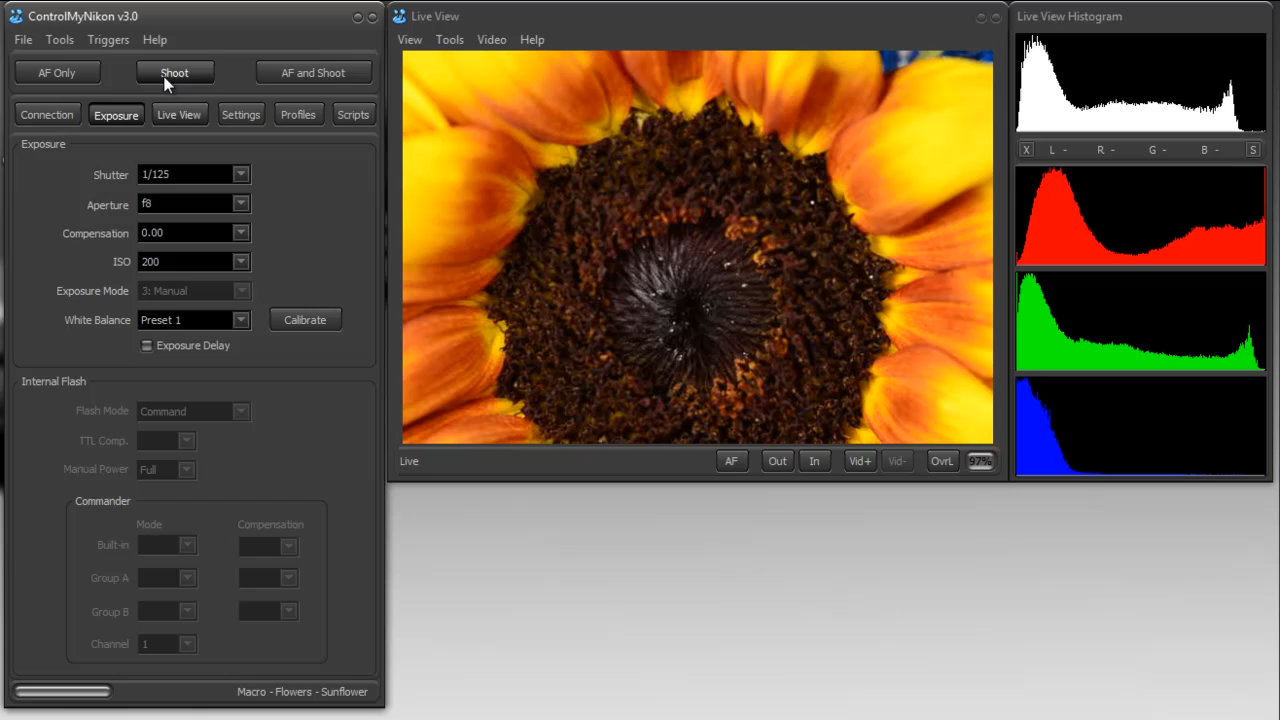 ControlMyNikon v3.0
File Tools Triggers Help
AF Only Shoot AF and Shoot
Connection Exposure Live View Settings Profiles Scripts
Exposure
Shutter 1/125
Aperture f8
Compensation 0.00
ISO 200
Exposure Mode 3: Manual
White Balance Preset 1 Calibrate
Exposure Delay
Internal Flash
Flash Mode Command
TTL Comp.
Manual Power Full
Commander
Mode Compensation
Built-in
Group A
Group B
Channel 1
Macro - Flowers - Sunflower
Live View
View Tools Video Help
Live AF Out In Vid+ Vid- OvrL 97%
Live View Histogram
X L - R - G - B - S